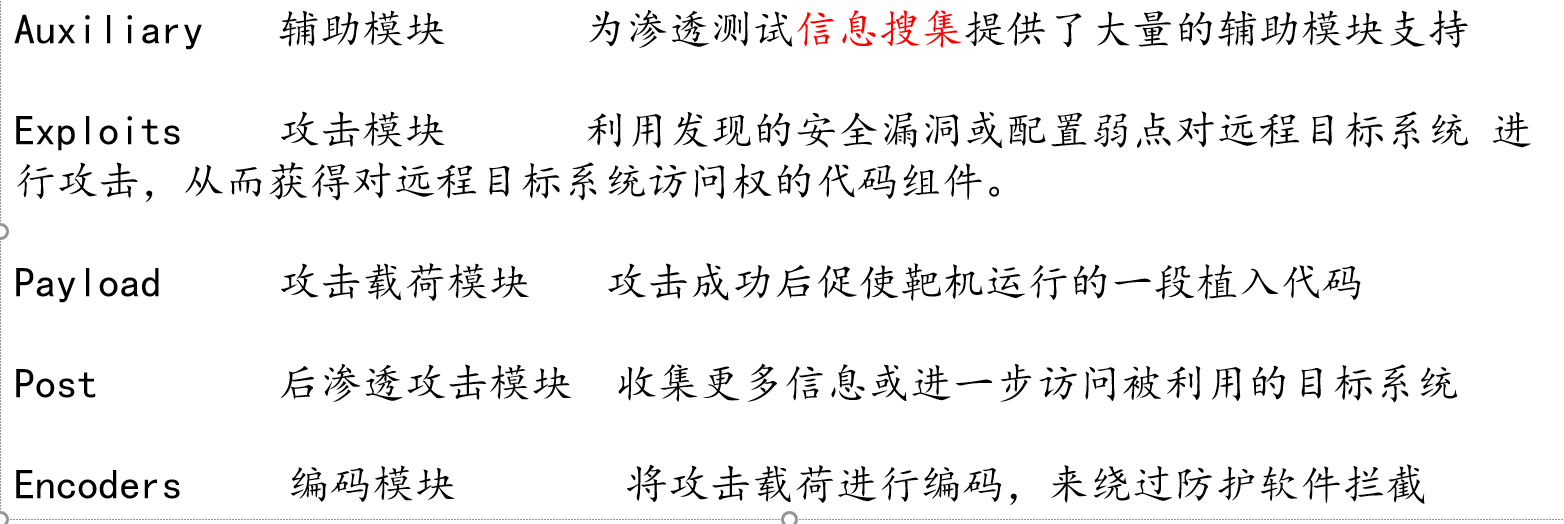 Auxiliary 辅助模块 为渗透测试信息搜集提供了大量的辅助模块支持
Exploits 攻击模块 利用发现的安全漏洞或配置弱点对远程目标系统 进
行攻击，从而获得对远程目标系统访问权的代码组件。
Payload 攻击载荷模块 攻击成功后促使靶机运行的一段植入代码
Post 后渗透攻击模块 收集更多信息或进一步访问被利用的目标系统
Encoders 编码模块 将攻击载荷进行编码，来绕过防护软件拦截